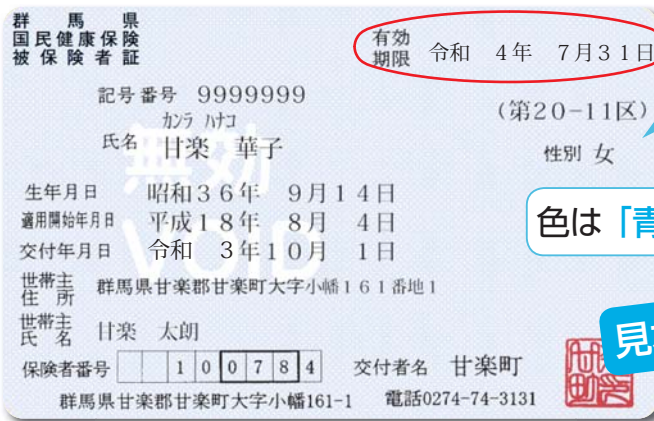 群馬県
国民健康保険
被保険者証
有効
期限 令和 4年 7月31日
記号番号 9999999
(第20-11区)
カンラ ハナコ
氏名 甘楽 華子
性別 女
無効
VOID
生年月日 昭和36年 9月14日
適用開始年月日 平成18年 8月 4日
交付年月日 令和 3年10月 1日
色は「青
世帯主
住所 群馬県甘楽郡甘楽町大字小幡161番地1
世帯主
氏名 甘楽 太朗
見
保険者番号 100784
交付者名 甘楽町
群馬県甘楽郡甘楽町大字小幡161-1 電話0274-74-3131